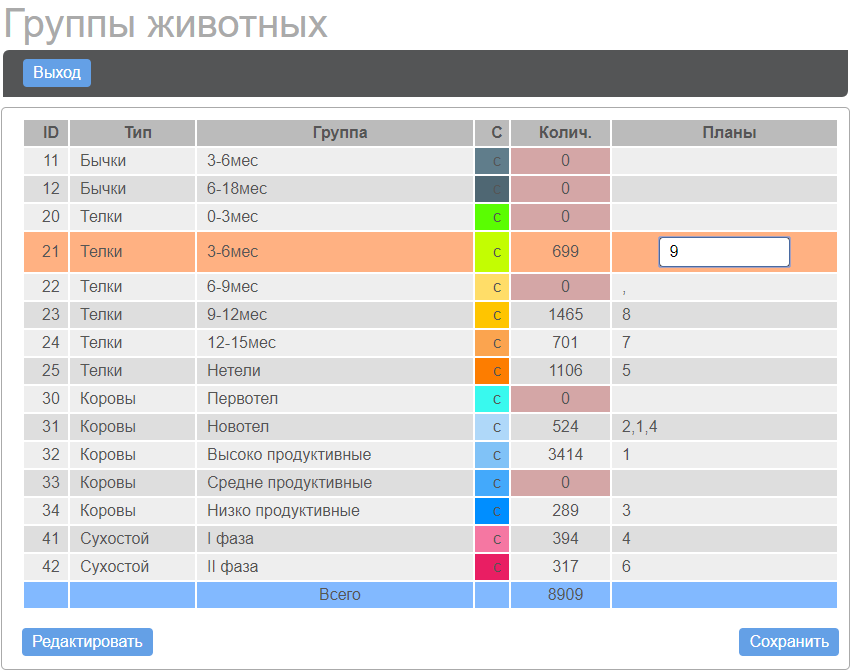 Группы животных
Выход
ID Тип Группа С Колич. Планы
11 Бычки 3-6мес с 0
12 Бычки 6-18мес с 0
20 Телки 0-3мес с 0
21 Телки 3-6мес с 699 9
22 Телки 6-9мес с 0 ,
23 Телки 9-12мес с 1465 8
24 Телки 12-15мес с 701 7
25 Телки Нетели с 1106 5
30 Коровы Первотел с 0
31 Коровы Новотел с 524 2,1,4
32 Коровы Высоко продуктивные с 3414 1
33 Коровы Средне продуктивные с 0
34 Коровы Низко продуктивные с 289 3
41 Сухостой I фаза с 394 4
42 Сухостой II фаза с 317 6
Всего 8909
Редактировать Сохранить